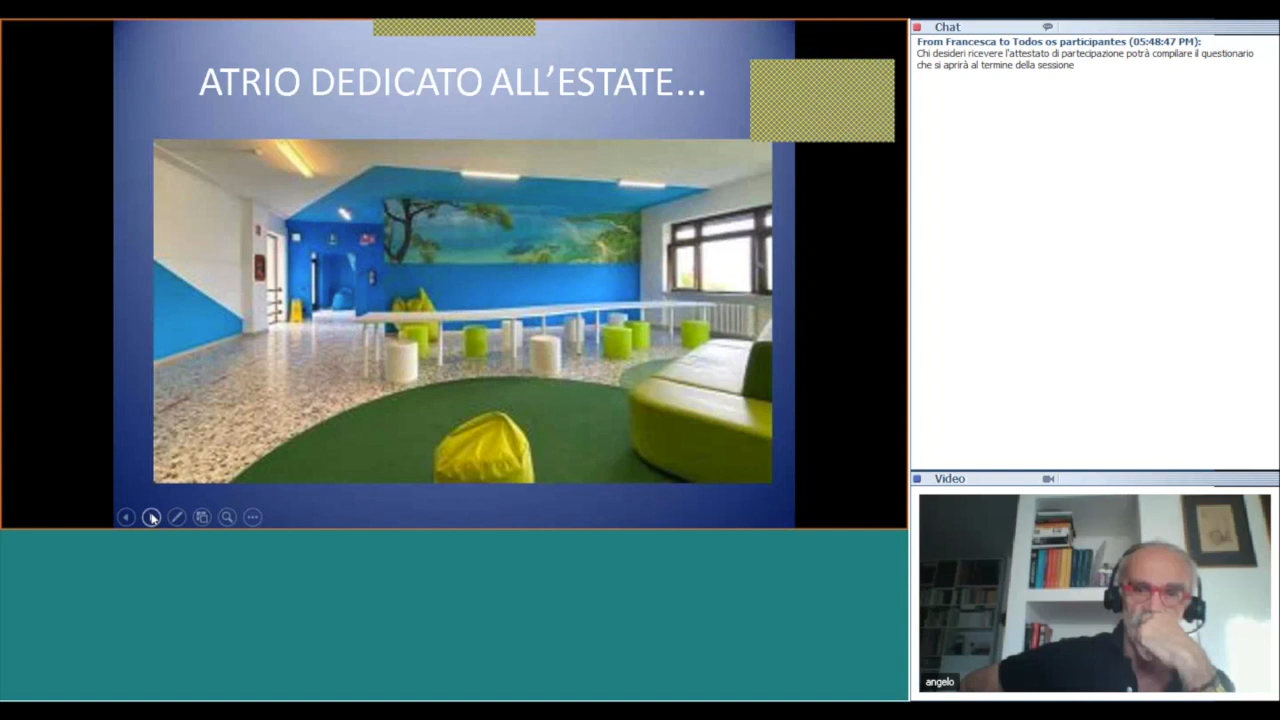 ATRIO DEDICATO ALL’ESTATE...
Chat
From Francesca to Todos os participantes (05:48:47 PM):
Chi desideri ricevere l'attestato di partecipazione potrà compilare il questionario
che si aprirà al termine della sessione
Video
angelo